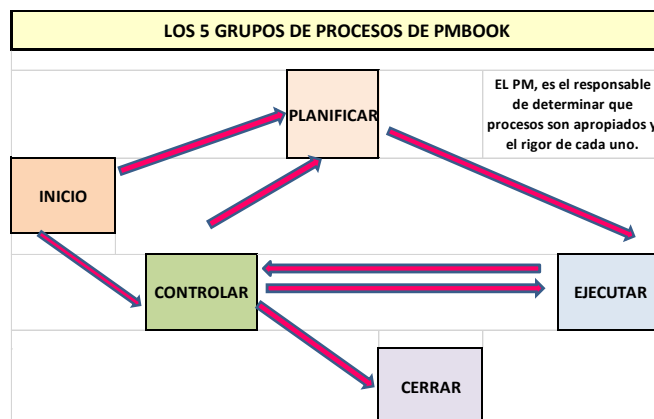 LOS 5 GRUPOS DE PROCESOS DE PMBOOK
EL PM, es el responsable
de determinar que
procesos son apropiados y
el rigor de cada uno.
PLANIFICAR
INICIO
CONTROLAR
EJECUTAR
CERRAR